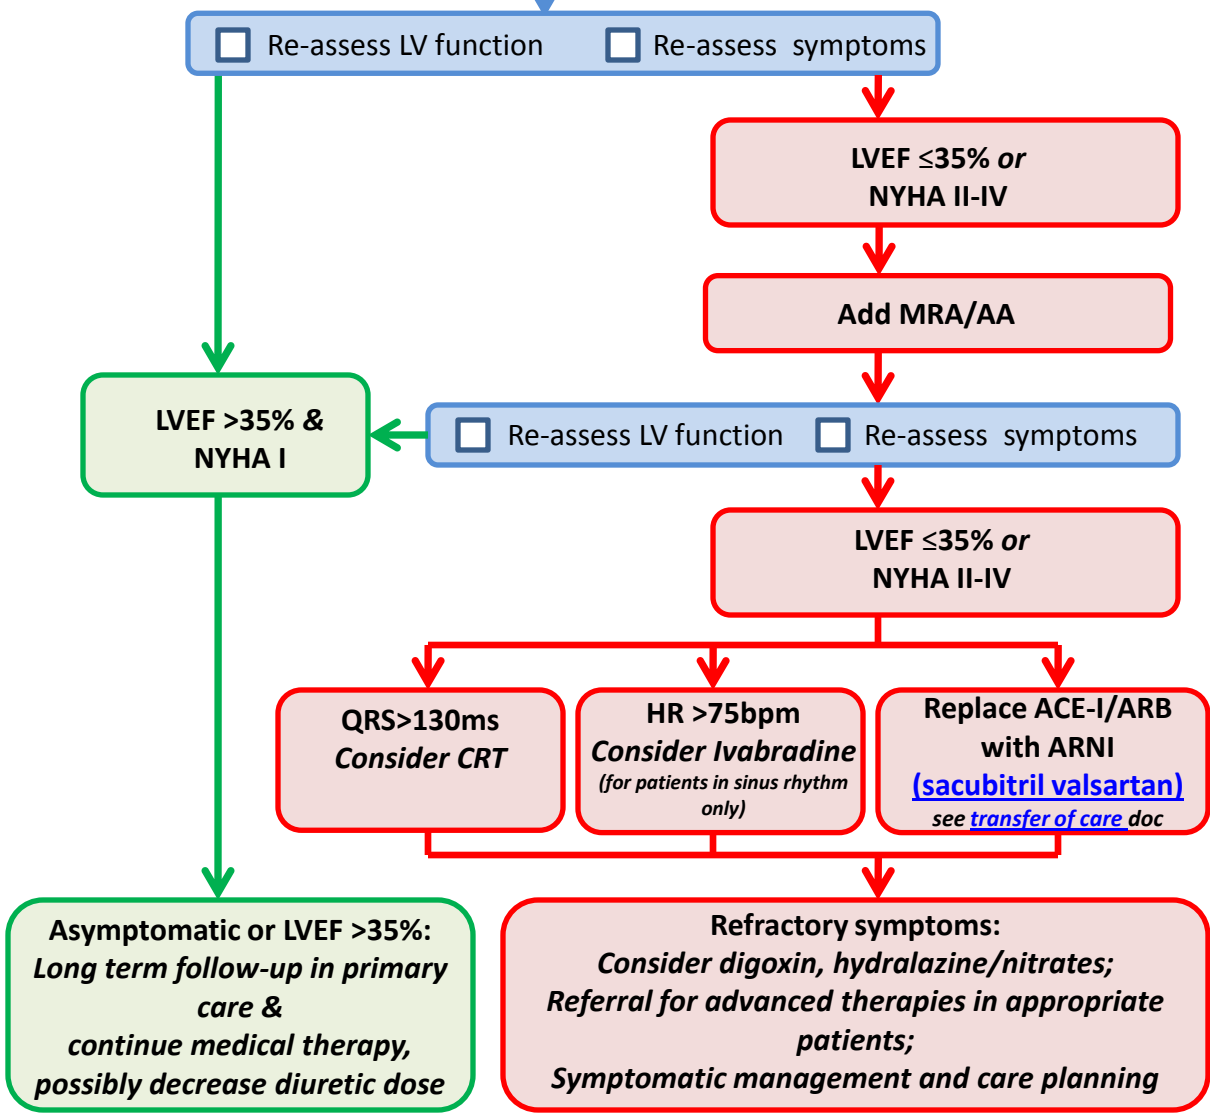 Re-assess LV function Re-assess symptoms
LVEF ≤35% or
NYHA II-IV
Add MRA/AA
LVEF >35% &
NYHA I
Re-assess LV function Re-assess symptoms
LVEF ≤35% or
NYHA II-IV
QRS>130ms
Consider CRT
HR >75bpm
Consider Ivabradine
(for patients in sinus rhythm
only)
Replace ACE-I/ARB
with ARNI
(sacubitril valsartan)
see transfer of care doc
Asymptomatic or LVEF >35%:
Long term follow-up in primary
care &
continue medical therapy,
possibly decrease diuretic dose
Refractory symptoms:
Consider digoxin, hydralazine/nitrates;
Referral for advanced therapies in appropriate
patients;
Symptomatic management and care planning